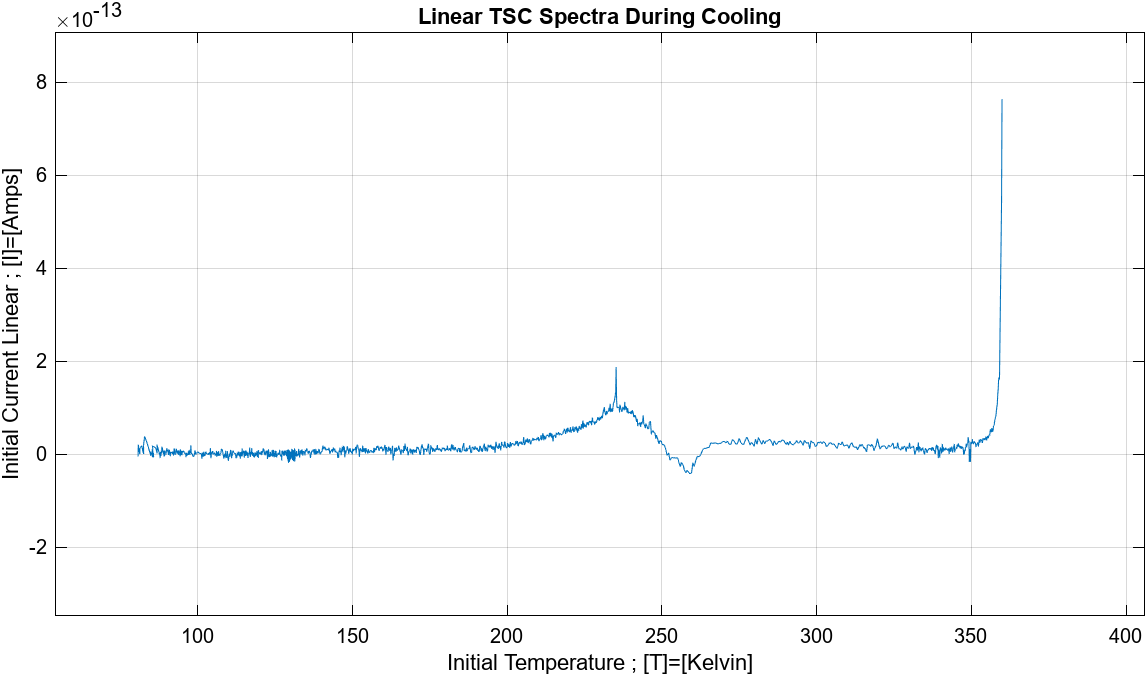 Linear TSC Spectra During Cooling
×10-13
8
6
4
2
0
-2
Initial Current Linear ; [I]=[Amps]
100 150 200 250 300 350 400
Initial Temperature ; [T]=[Kelvin]